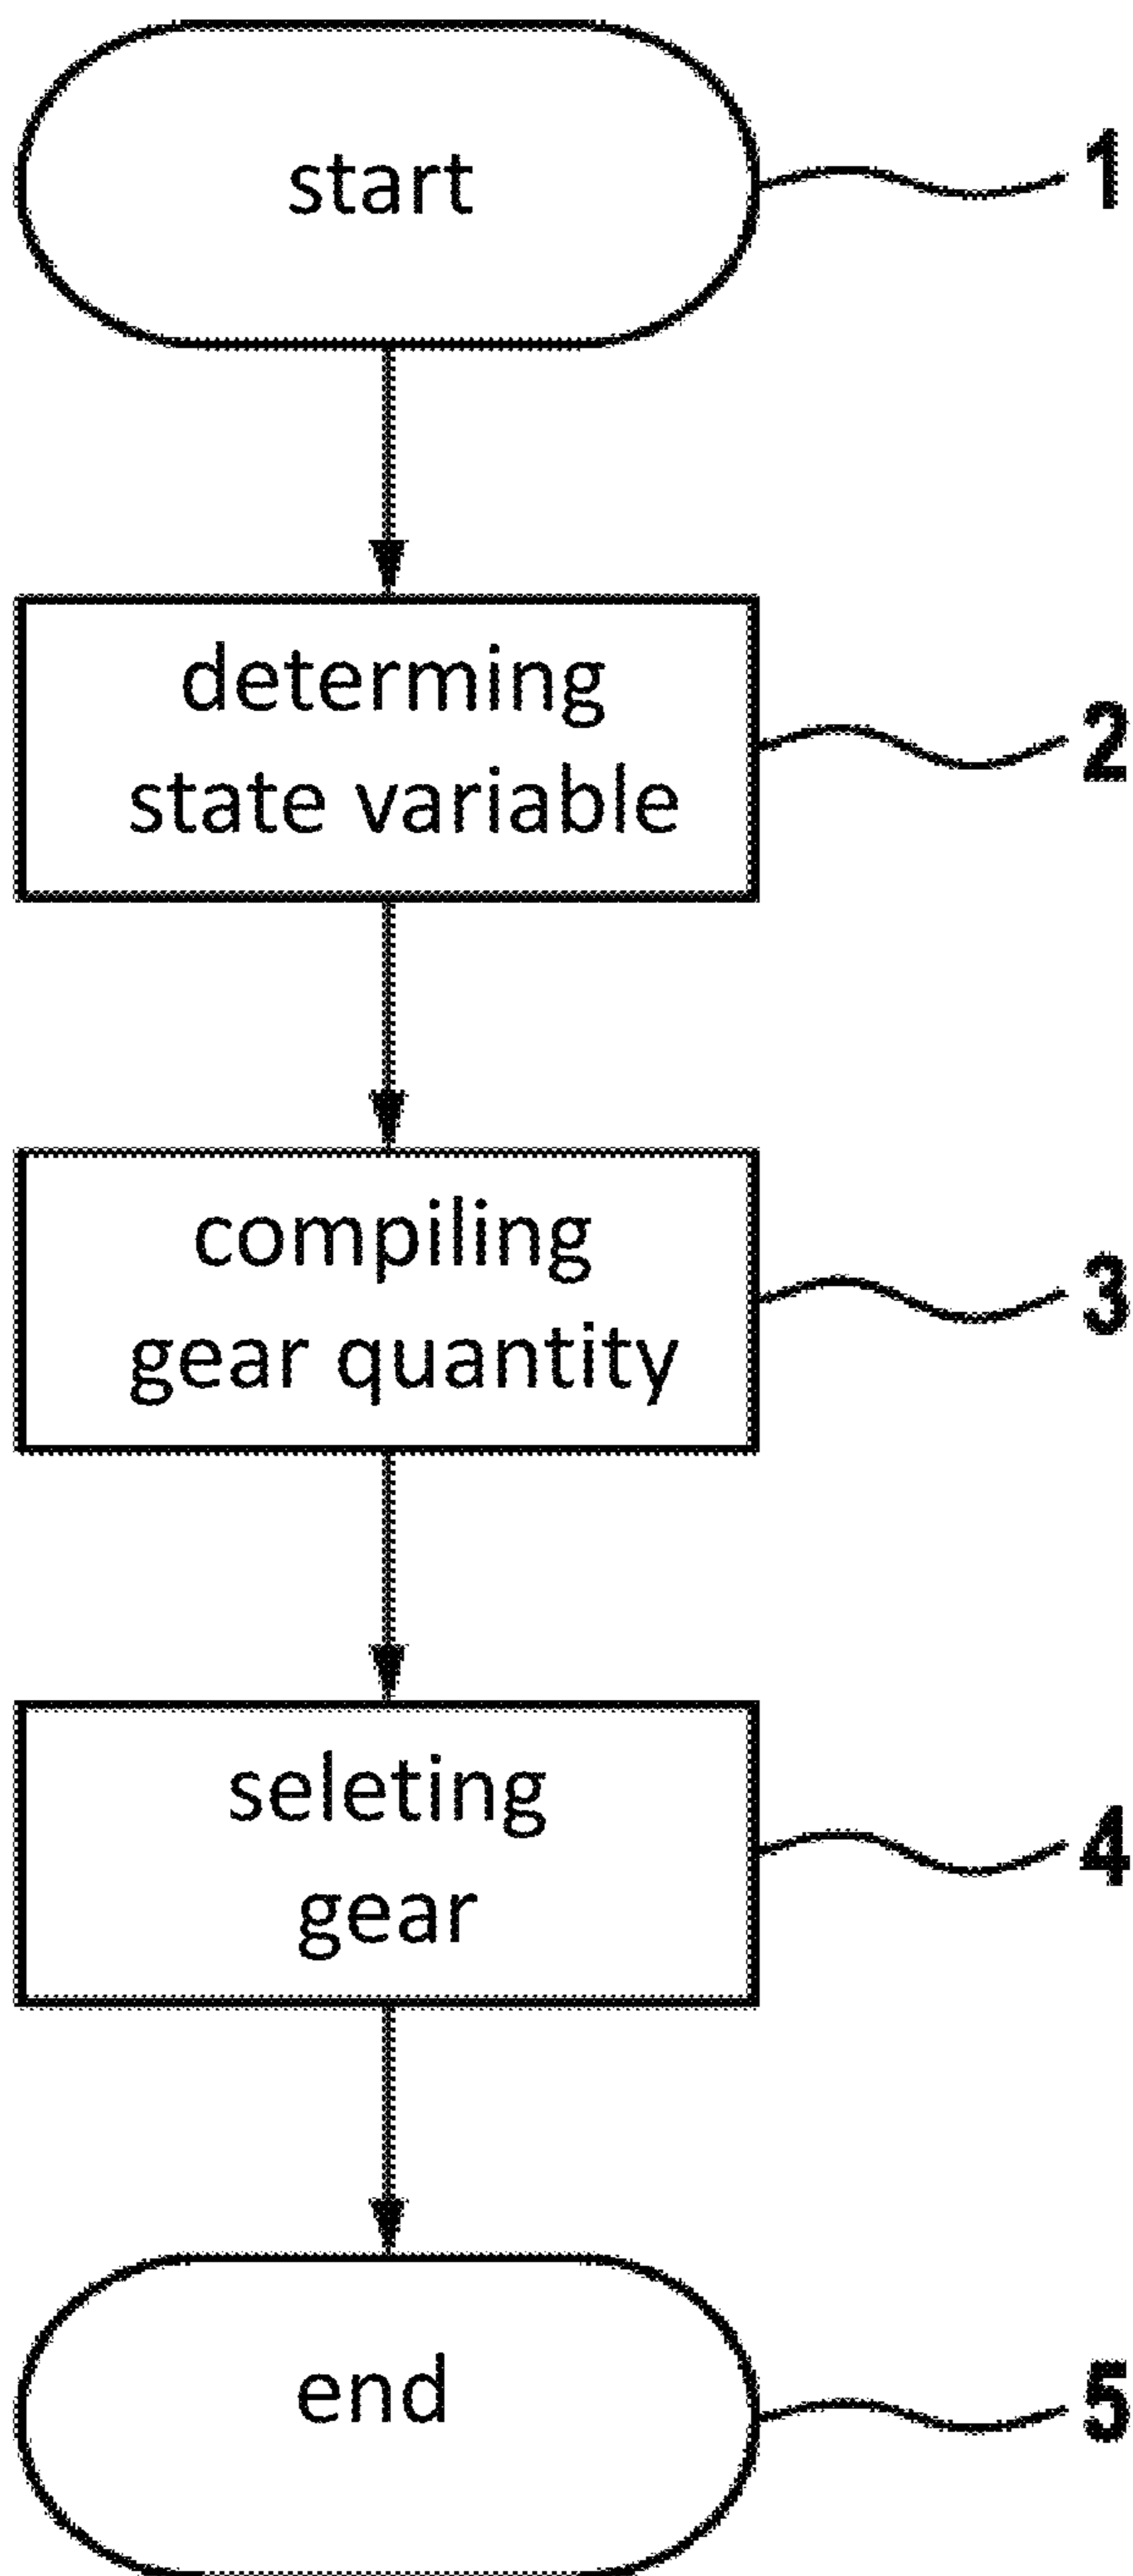 start
1
determing
state variable
2
compiling
gear quantity
3
seleting
gear
4
end
5